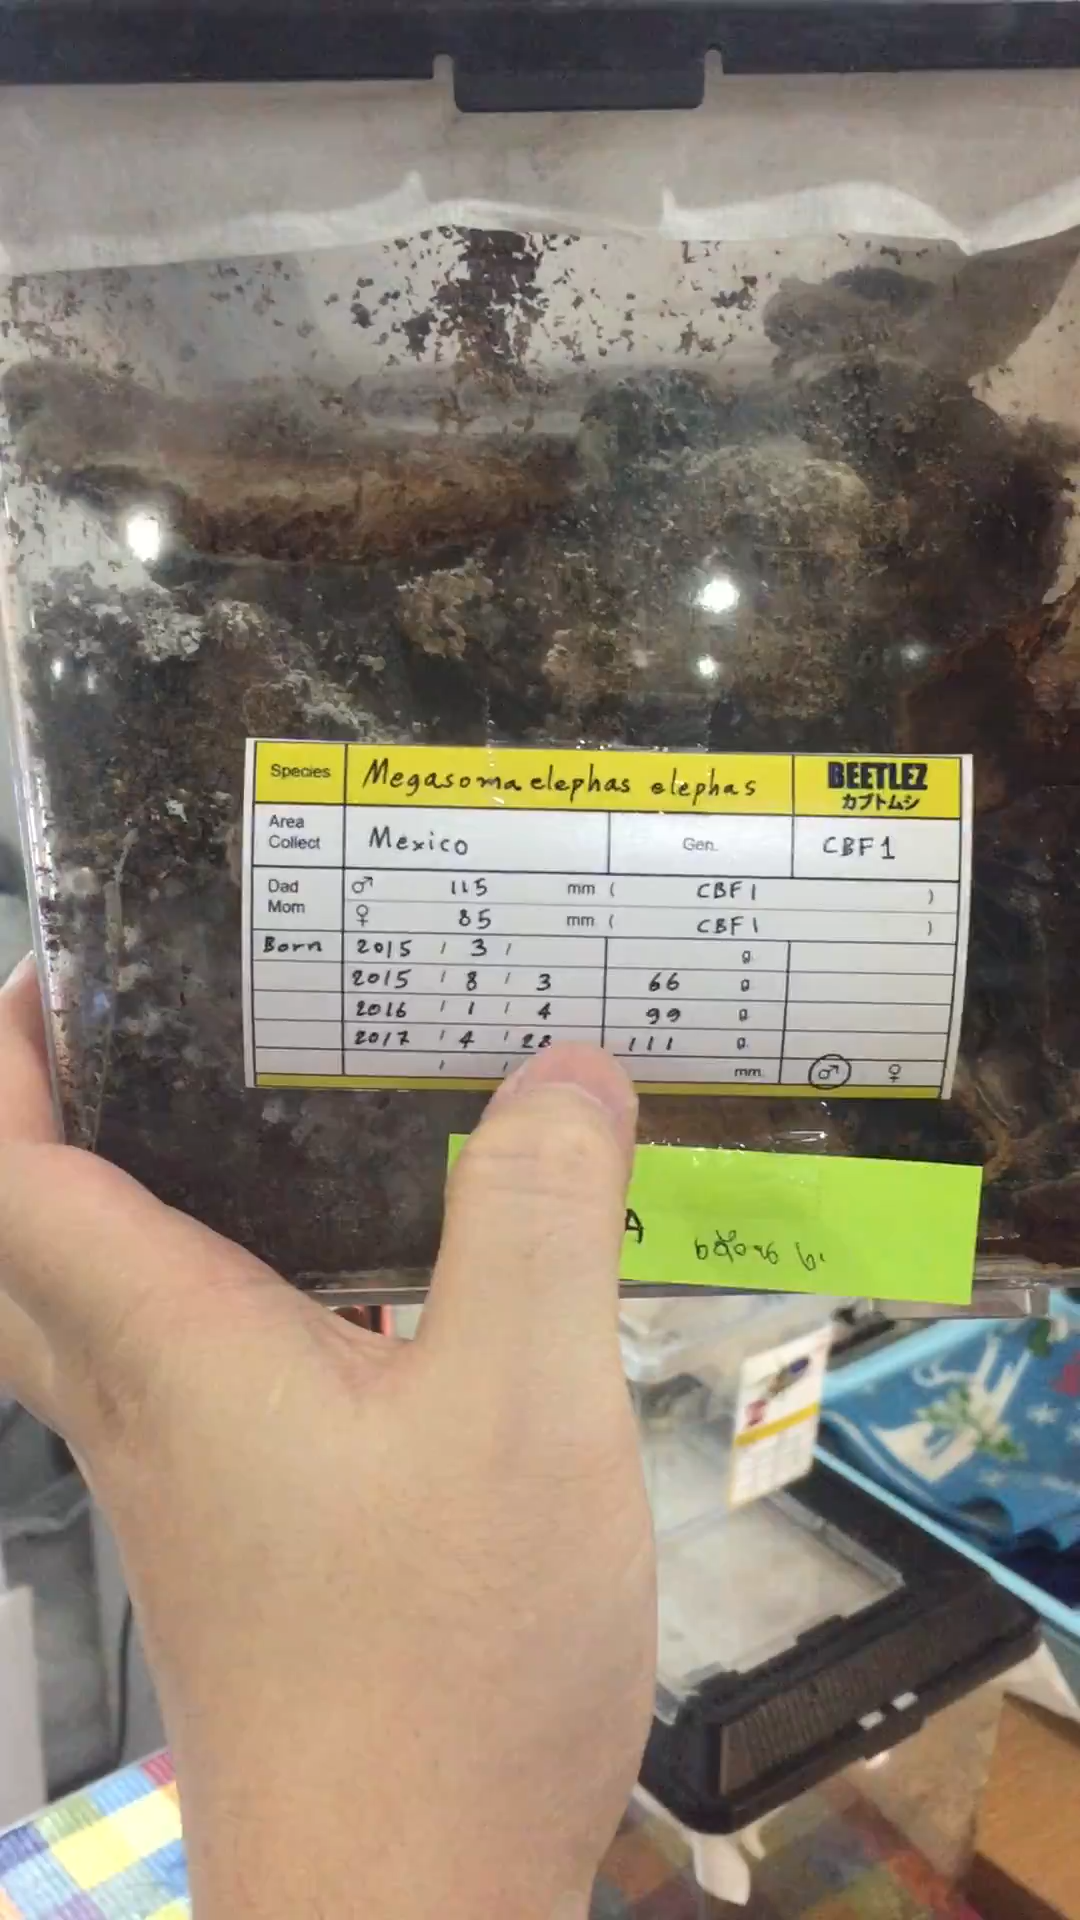 Species Megasoma elephas elephas BEETLEZ
カブトムシ
Area Collect Mexico Gen. CBF1
Dad ♂ 115 mm ( CBF1 )
Mom ♀ 85 mm ( CBF1 )
Born 2015 / 3 / g
2015 / 8 / 3 66 g
2016 / 1 / 4 99 g
2017 / 4 / 28 111 g
/ / mm ♂ ♀
A